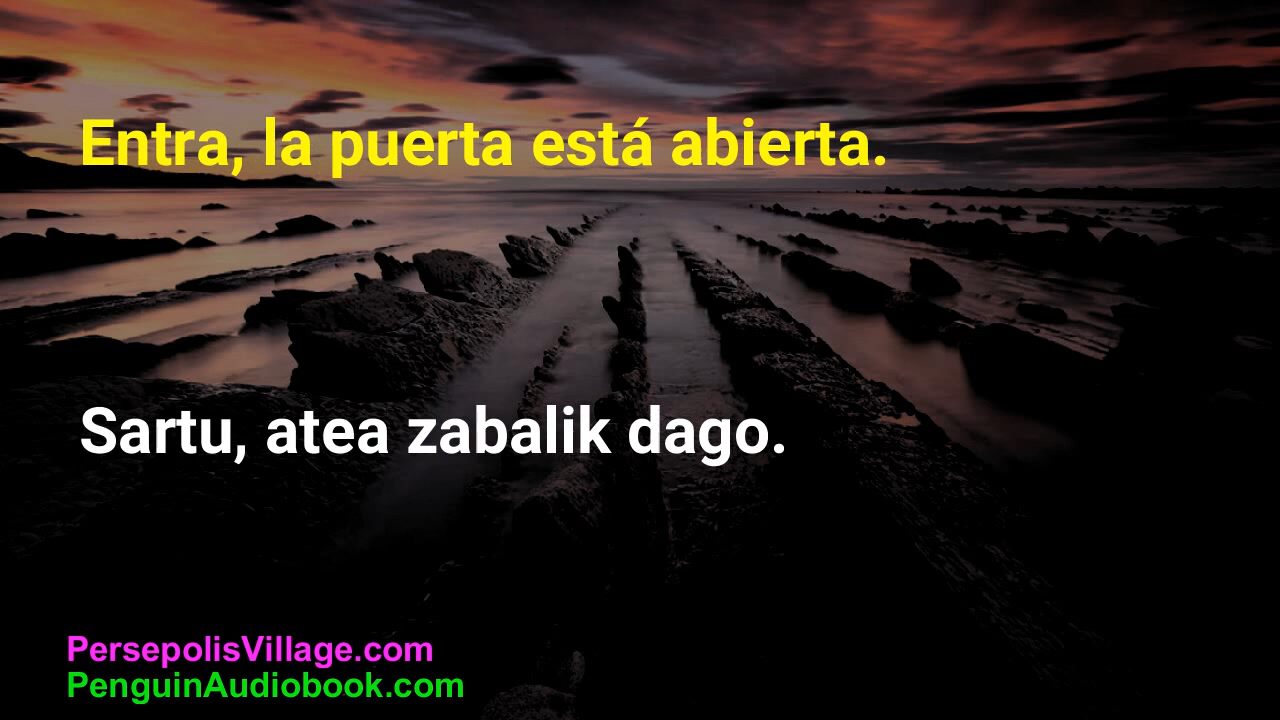 Entra, la puerta está abierta.
Sartu, atea zabalik dago.
PersepolisVillage.com
PenguinAudiobook.com